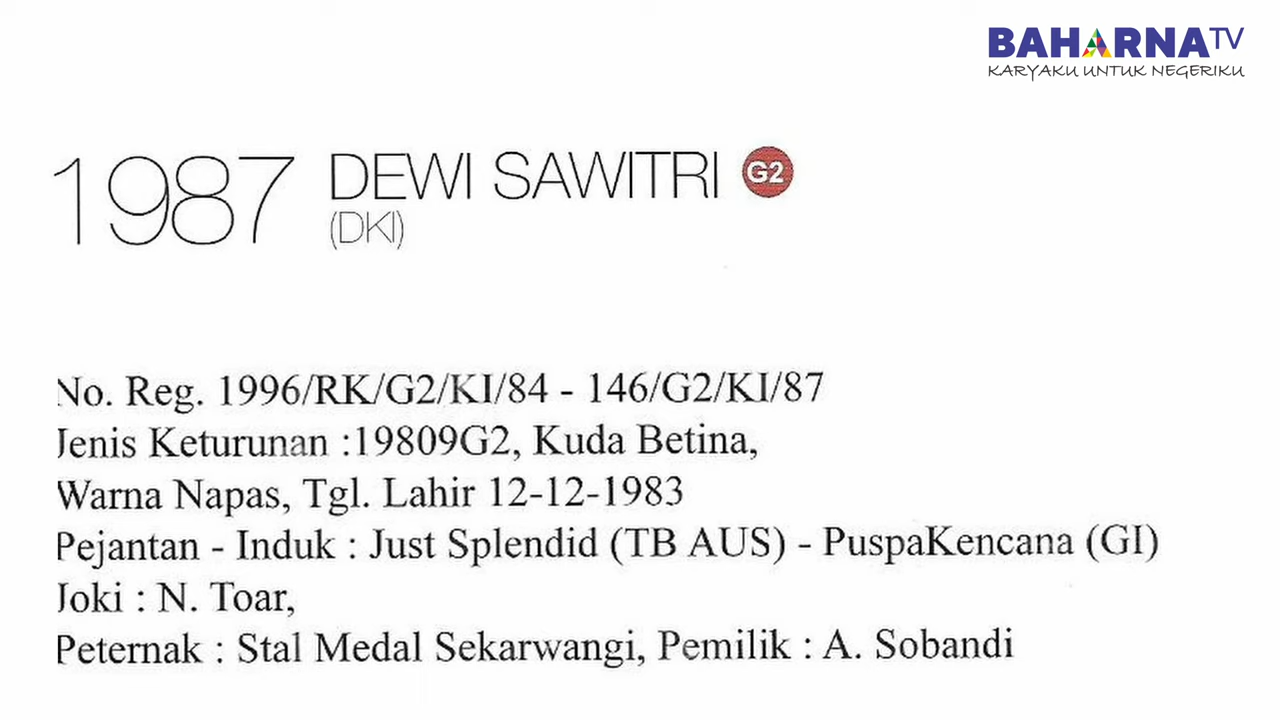 BAHARNA TV
KARYAKU UNTUK NEGERIKU
1987 DEWI SAWITRI G2
(DKI)
No. Reg. 1996/RK/G2/KI/84 - 146/G2/KI/87
Jenis Keturunan :19809G2, Kuda Betina,
Warna Napas, Tgl. Lahir 12-12-1983
Pejantan - Induk : Just Splendid (TB AUS) - PuspaKencana (GI)
Joki : N. Toar,
Peternak : Stal Medal Sekarwangi, Pemilik : A. Sobandi